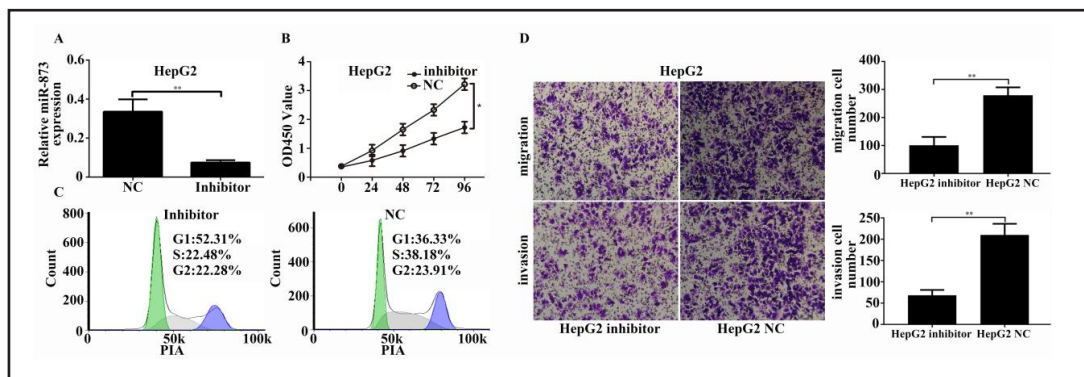 A
HepG2
**
Relative miR-873
expression
0.6
0.4
0.2
0.0
NC
Inhibitor
B
HepG2
inhibitor
NC
*
OD450 Value
4
3
2
1
0
0 24 48 72 96
C
Inhibitor
G1:52.31%
S:22.48%
G2:22.28%
Count
800
600
400
200
0
0 50k 100k
PIA
NC
G1:36.33%
S:38.18%
G2:23.91%
Count
600
400
200
0
0 50k 100k
PIA
D
HepG2
migration
invasion
HepG2 inhibitor
HepG2 NC
migration cell
number
400
300
200
100
0
**
HepG2 inhibitor
HepG2 NC
invasion cell
number
250
200
150
100
50
0
**
HepG2 inhibitor
HepG2 NC